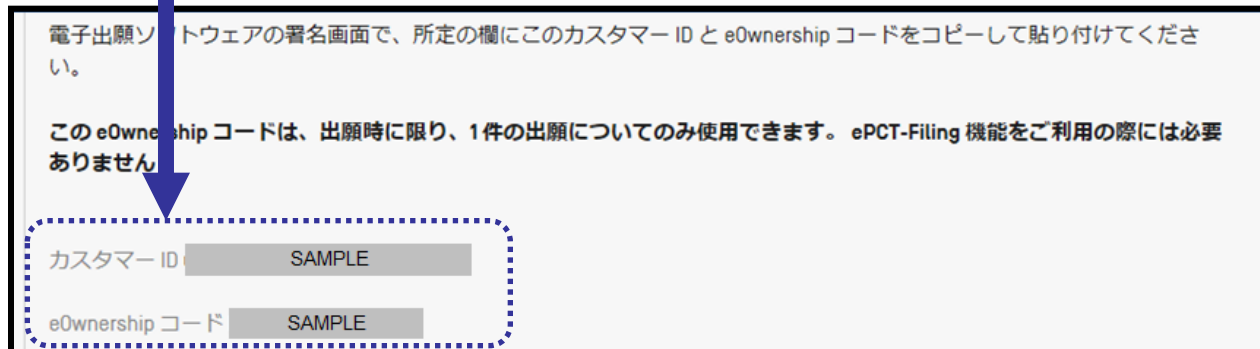 電子出願ソフトウェアの署名画面で、所定の欄にこのカスタマー ID と eOwnership コードをコピーして貼り付けてくださ
い。
この eOwnership コードは、出願時に限り、1件の出願についてのみ使用できます。 ePCT-Filing 機能をご利用の際には必要
ありません
カスタマー ID SAMPLE
eOwnership コード SAMPLE